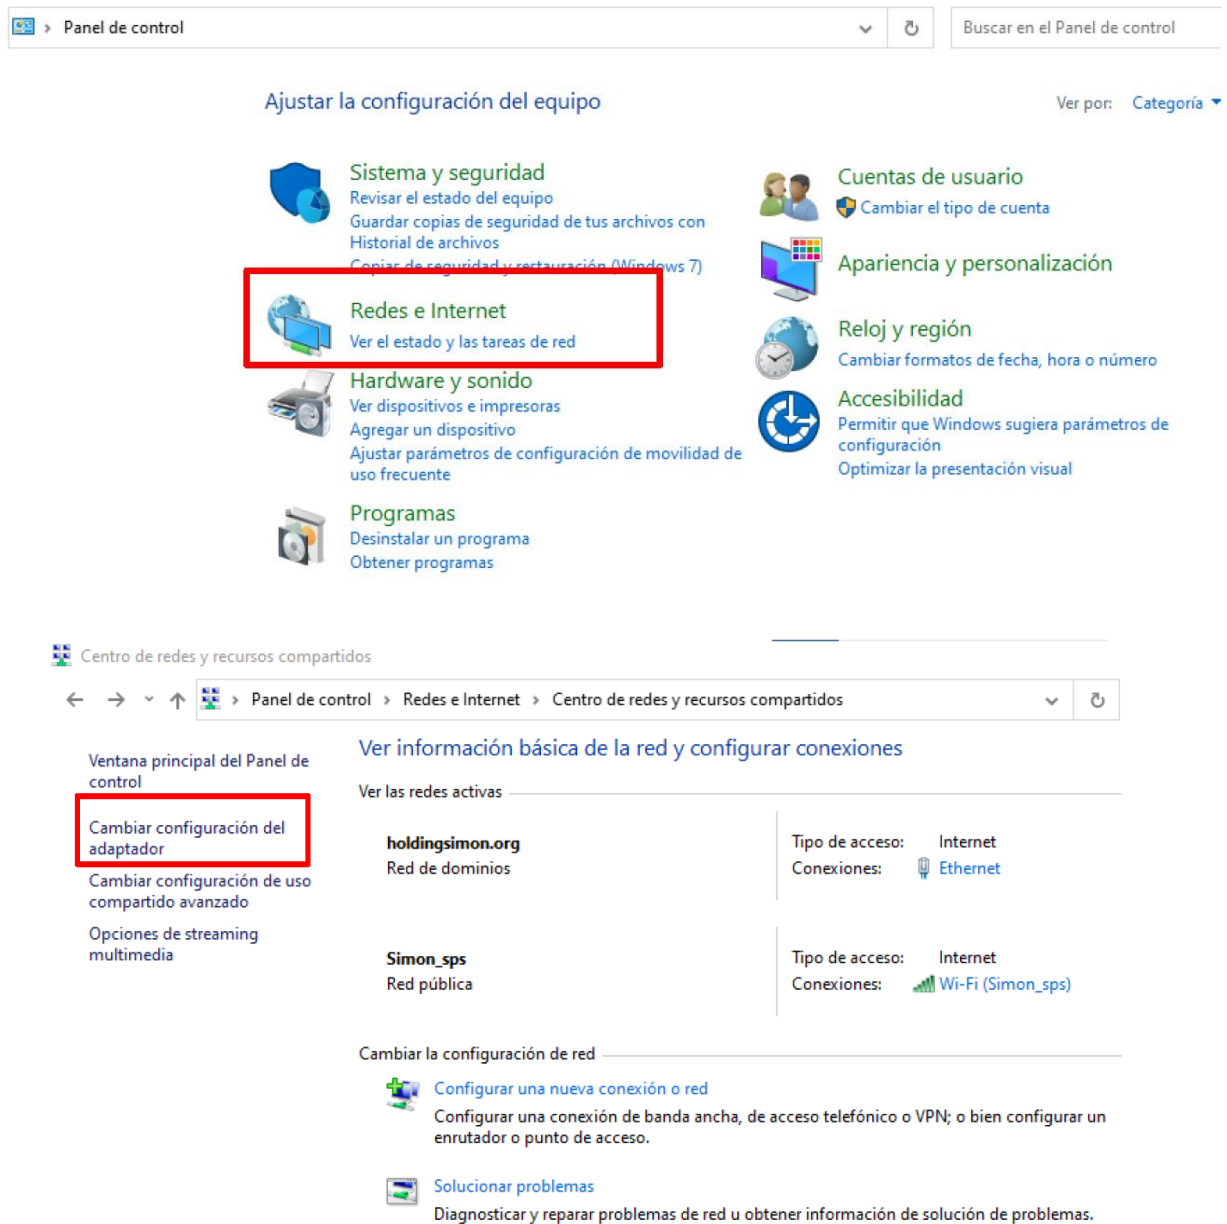 Panel de control
Buscar en el Panel de control
Ajustar la configuración del equipo
Ver por: Categoría
Sistema y seguridad
Revisar el estado del equipo
Guardar copias de seguridad de tus archivos con
Historial de archivos
Copias de seguridad y restauración (Windows 7)
Redes e Internet
Ver el estado y las tareas de red
Hardware y sonido
Ver dispositivos e impresoras
Agregar un dispositivo
Ajustar parámetros de configuración de movilidad de
uso frecuente
Programas
Desinstalar un programa
Obtener programas
Cuentas de usuario
Cambiar el tipo de cuenta
Apariencia y personalización
Reloj y región
Cambiar formatos de fecha, hora o número
Accesibilidad
Permitir que Windows sugiera parámetros de
configuración
Optimizar la presentación visual
Centro de redes y recursos compartidos
Panel de control > Redes e Internet > Centro de redes y recursos compartidos
Ventana principal del Panel de
control
Cambiar configuración del
adaptador
Cambiar configuración de uso
compartido avanzado
Opciones de streaming
multimedia
Ver información básica de la red y configurar conexiones
Ver las redes activas
holdingsimon.org
Red de dominios
Tipo de acceso: Internet
Conexiones: Ethernet
Simon_sps
Red pública
Tipo de acceso: Internet
Conexiones: Wi-Fi (Simon_sps)
Cambiar la configuración de red
Configurar una nueva conexión o red
Configurar una conexión de banda ancha, de acceso telefónico o VPN; o bien configurar un
enrutador o punto de acceso.
Solucionar problemas
Diagnosticar y reparar problemas de red u obtener información de solución de problemas.